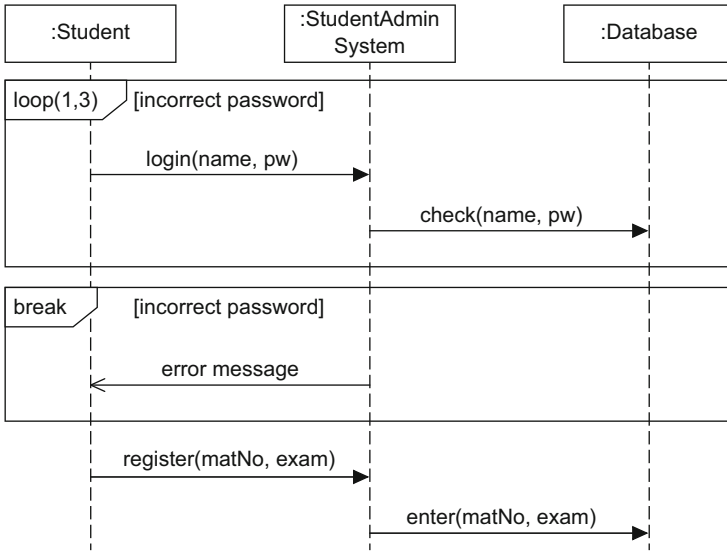 :Student
:StudentAdmin
System
:Database
loop(1,3)
[incorrect password]
login(name, pw)
check(name, pw)
break
[incorrect password]
error message
register(matNo, exam)
enter(matNo, exam)